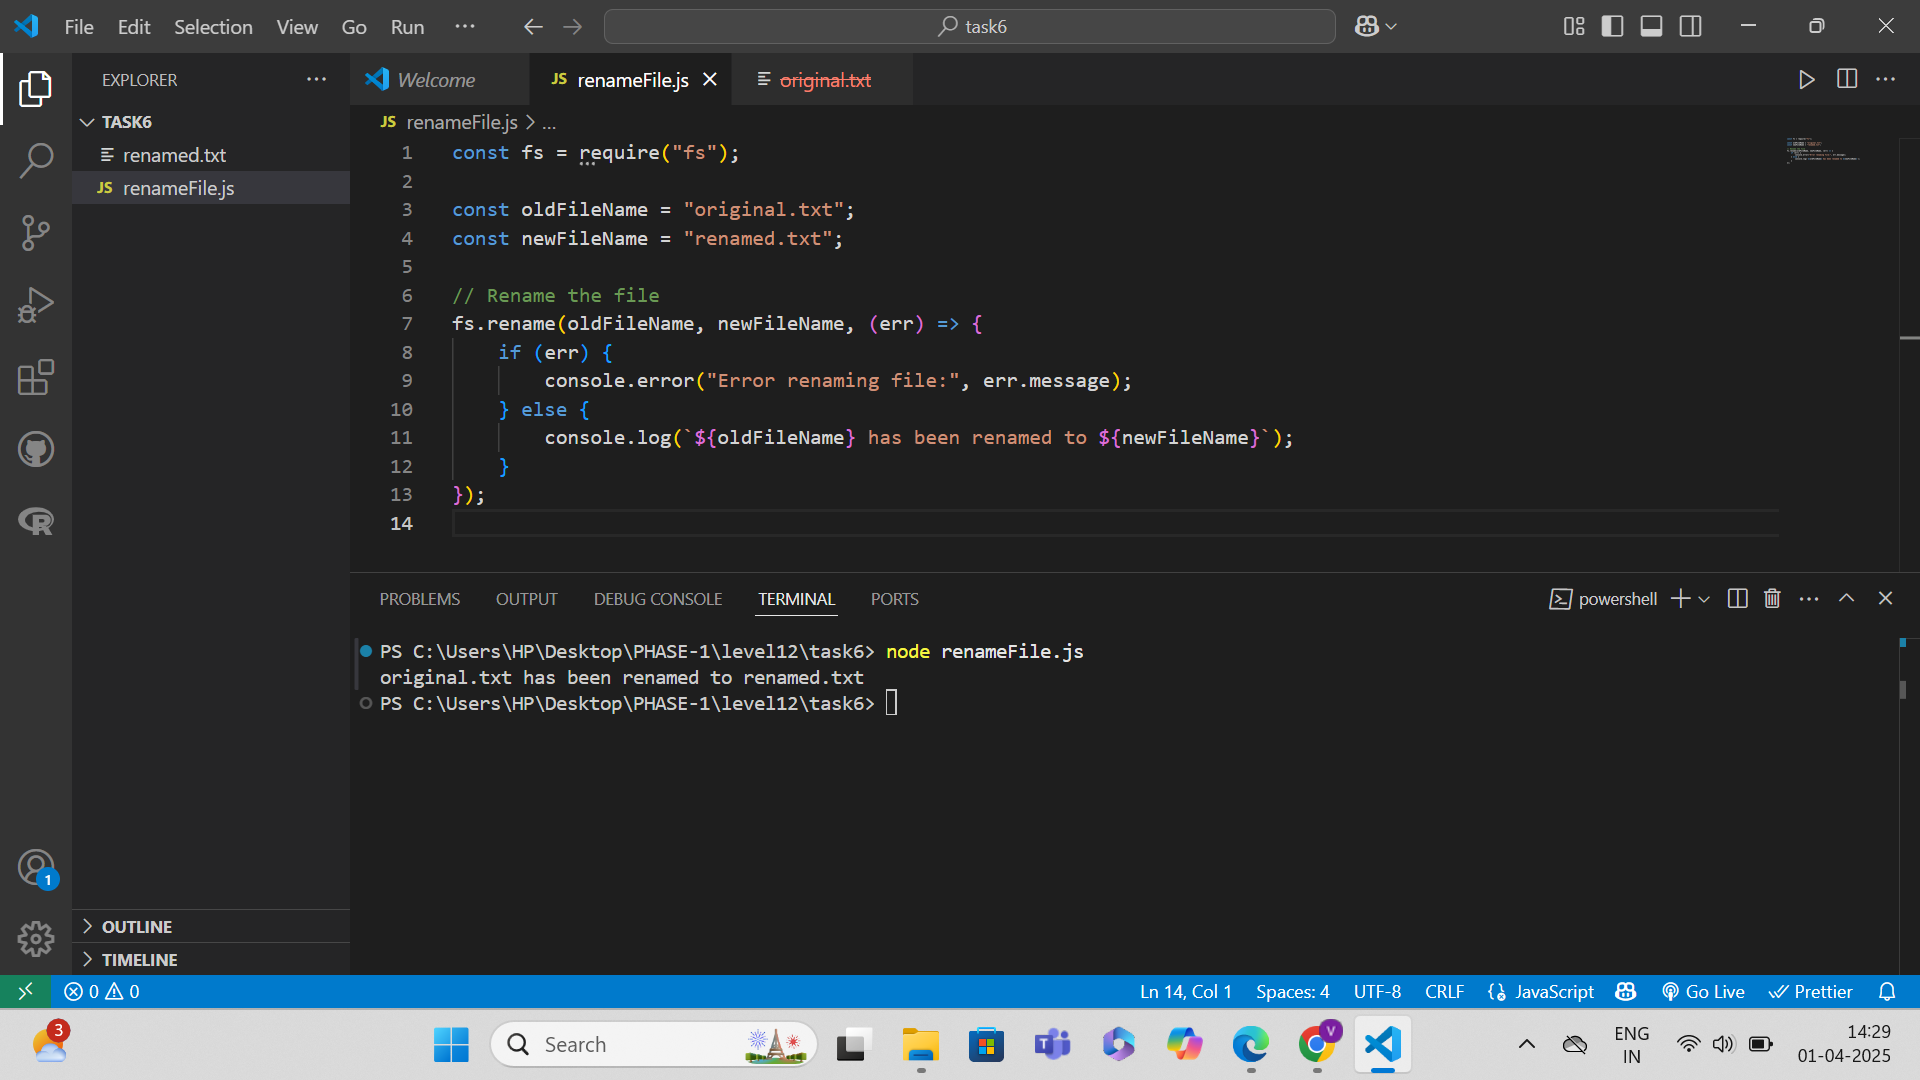 File Edit Selection View Go Run ···
task6
EXPLORER ···
TASK6
renamed.txt
JS renameFile.js
OUTLINE
TIMELINE
1
Welcome
JS renameFile.js
original.txt
JS renameFile.js > ...
1 const fs = require("fs");
2
3 const oldFileName = "original.txt";
4 const newFileName = "renamed.txt";
5
6 // Rename the file
7 fs.rename(oldFileName, newFileName, (err) => {
8 if (err) {
9 console.error("Error renaming file:", err.message);
10 } else {
11 console.log(`${oldFileName} has been renamed to ${newFileName}`);
12 }
13 });
14
PROBLEMS OUTPUT DEBUG CONSOLE TERMINAL PORTS
powershell
PS C:\Users\HP\Desktop\PHASE-1\level12\task6> node renameFile.js
original.txt has been renamed to renamed.txt
PS C:\Users\HP\Desktop\PHASE-1\level12\task6>
0 0
Ln 14, Col 1 Spaces: 4 UTF-8 CRLF JavaScript Go Live Prettier
3
Search
V
ENG
IN
14:29
01-04-2025